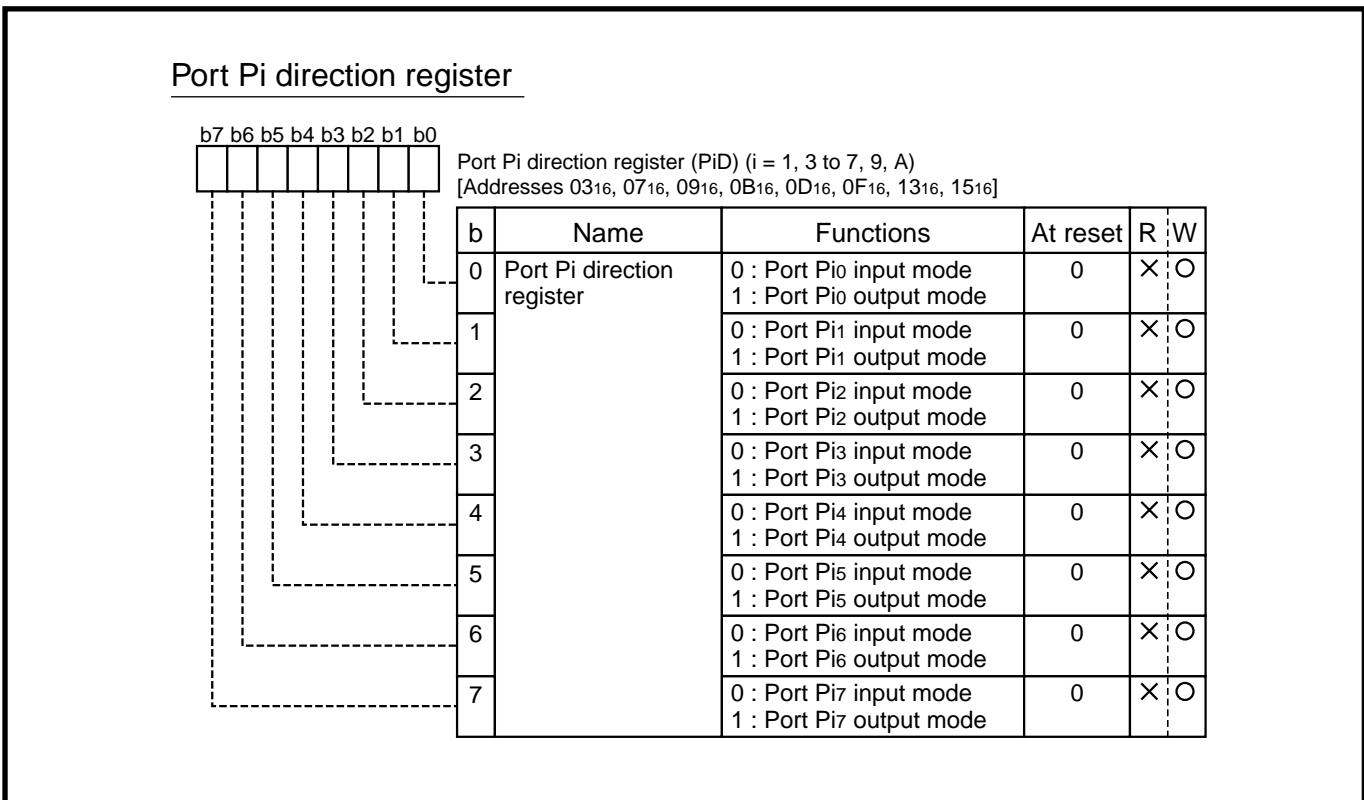 Port Pi direction register
b7 b6 b5 b4 b3 b2 b1 b0
Port Pi direction register (PiD) (i = 1, 3 to 7, 9, A)
[Addresses 0316, 0716, 0916, 0B16, 0D16, 0F16, 1316, 1516]
b Name Functions At reset R W
0 Port Pi direction register 0 : Port Pi0 input mode 0 × O
1 : Port Pi0 output mode
1 0 : Port Pi1 input mode 0 × O
1 : Port Pi1 output mode
2 0 : Port Pi2 input mode 0 × O
1 : Port Pi2 output mode
3 0 : Port Pi3 input mode 0 × O
1 : Port Pi3 output mode
4 0 : Port Pi4 input mode 0 × O
1 : Port Pi4 output mode
5 0 : Port Pi5 input mode 0 × O
1 : Port Pi5 output mode
6 0 : Port Pi6 input mode 0 × O
1 : Port Pi6 output mode
7 0 : Port Pi7 input mode 0 × O
1 : Port Pi7 output mode